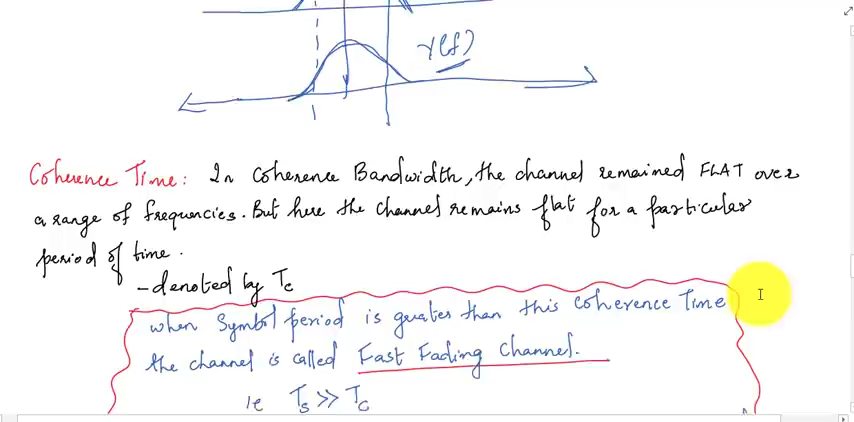 Y(f)
Coherence Time: In Coherence Bandwidth, the channel remained FLAT over
a range of frequencies. But here the channel remains flat for a particular
period of time.
- denoted by Tc
when Symbol period is greater than this coherence Time
the channel is called Fast Fading Channel.
ie Ts >> Tc